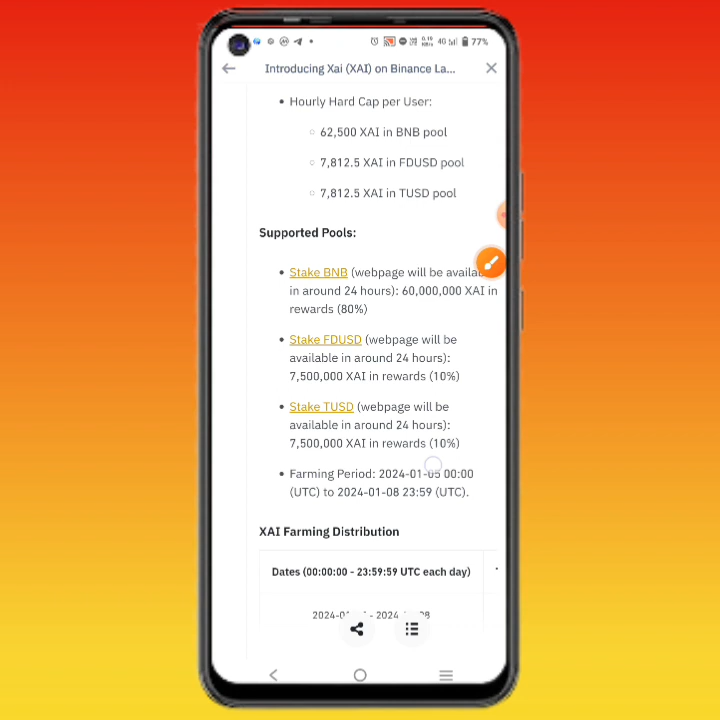 77%
Introducing Xai (XAI) on Binance La...
• Hourly Hard Cap per User:
62,500 XAI in BNB pool
7,812.5 XAI in FDUSD pool
7,812.5 XAI in TUSD pool
Supported Pools:
• Stake BNB (webpage will be
in around 24 hours): 60,000,000 XAI in
rewards (80%)
• Stake FDUSD (webpage will be
available in around 24 hours):
7,500,000 XAI in rewards (10%)
• Stake TUSD (webpage will be
available in around 24 hours):
7,500,000 XAI in rewards (10%)
• Farming Period: 2024-01-05 00:00
(UTC) to 2024-01-08 23:59 (UTC).
XAI Farming Distribution
Dates (00:00:00 - 23:59:59 UTC each day)